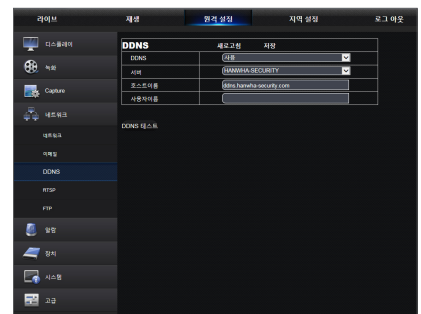 라이브 재생 원격 설정 지역 설정 로그 아웃
디스플레이
녹화
Capture
네트워크
네트워크
이메일
DDNS
RTSP
FTP
알람
장치
시스템
고급
DDNS 새로고침 저장
DDNS 사용
서버 HANWHA-SECURITY
호스트이름 ddns.hanwha-security.com
사용자이름
DDNS 테스트